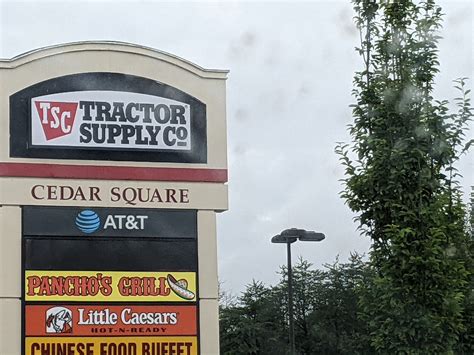 TSC
TRACTOR
SUPPLY CO
CEDAR SQUARE
AT&T
PANCHO'S GRILL
Little Caesars
HOT-N-READY
CHINESE FOOD BUFFET